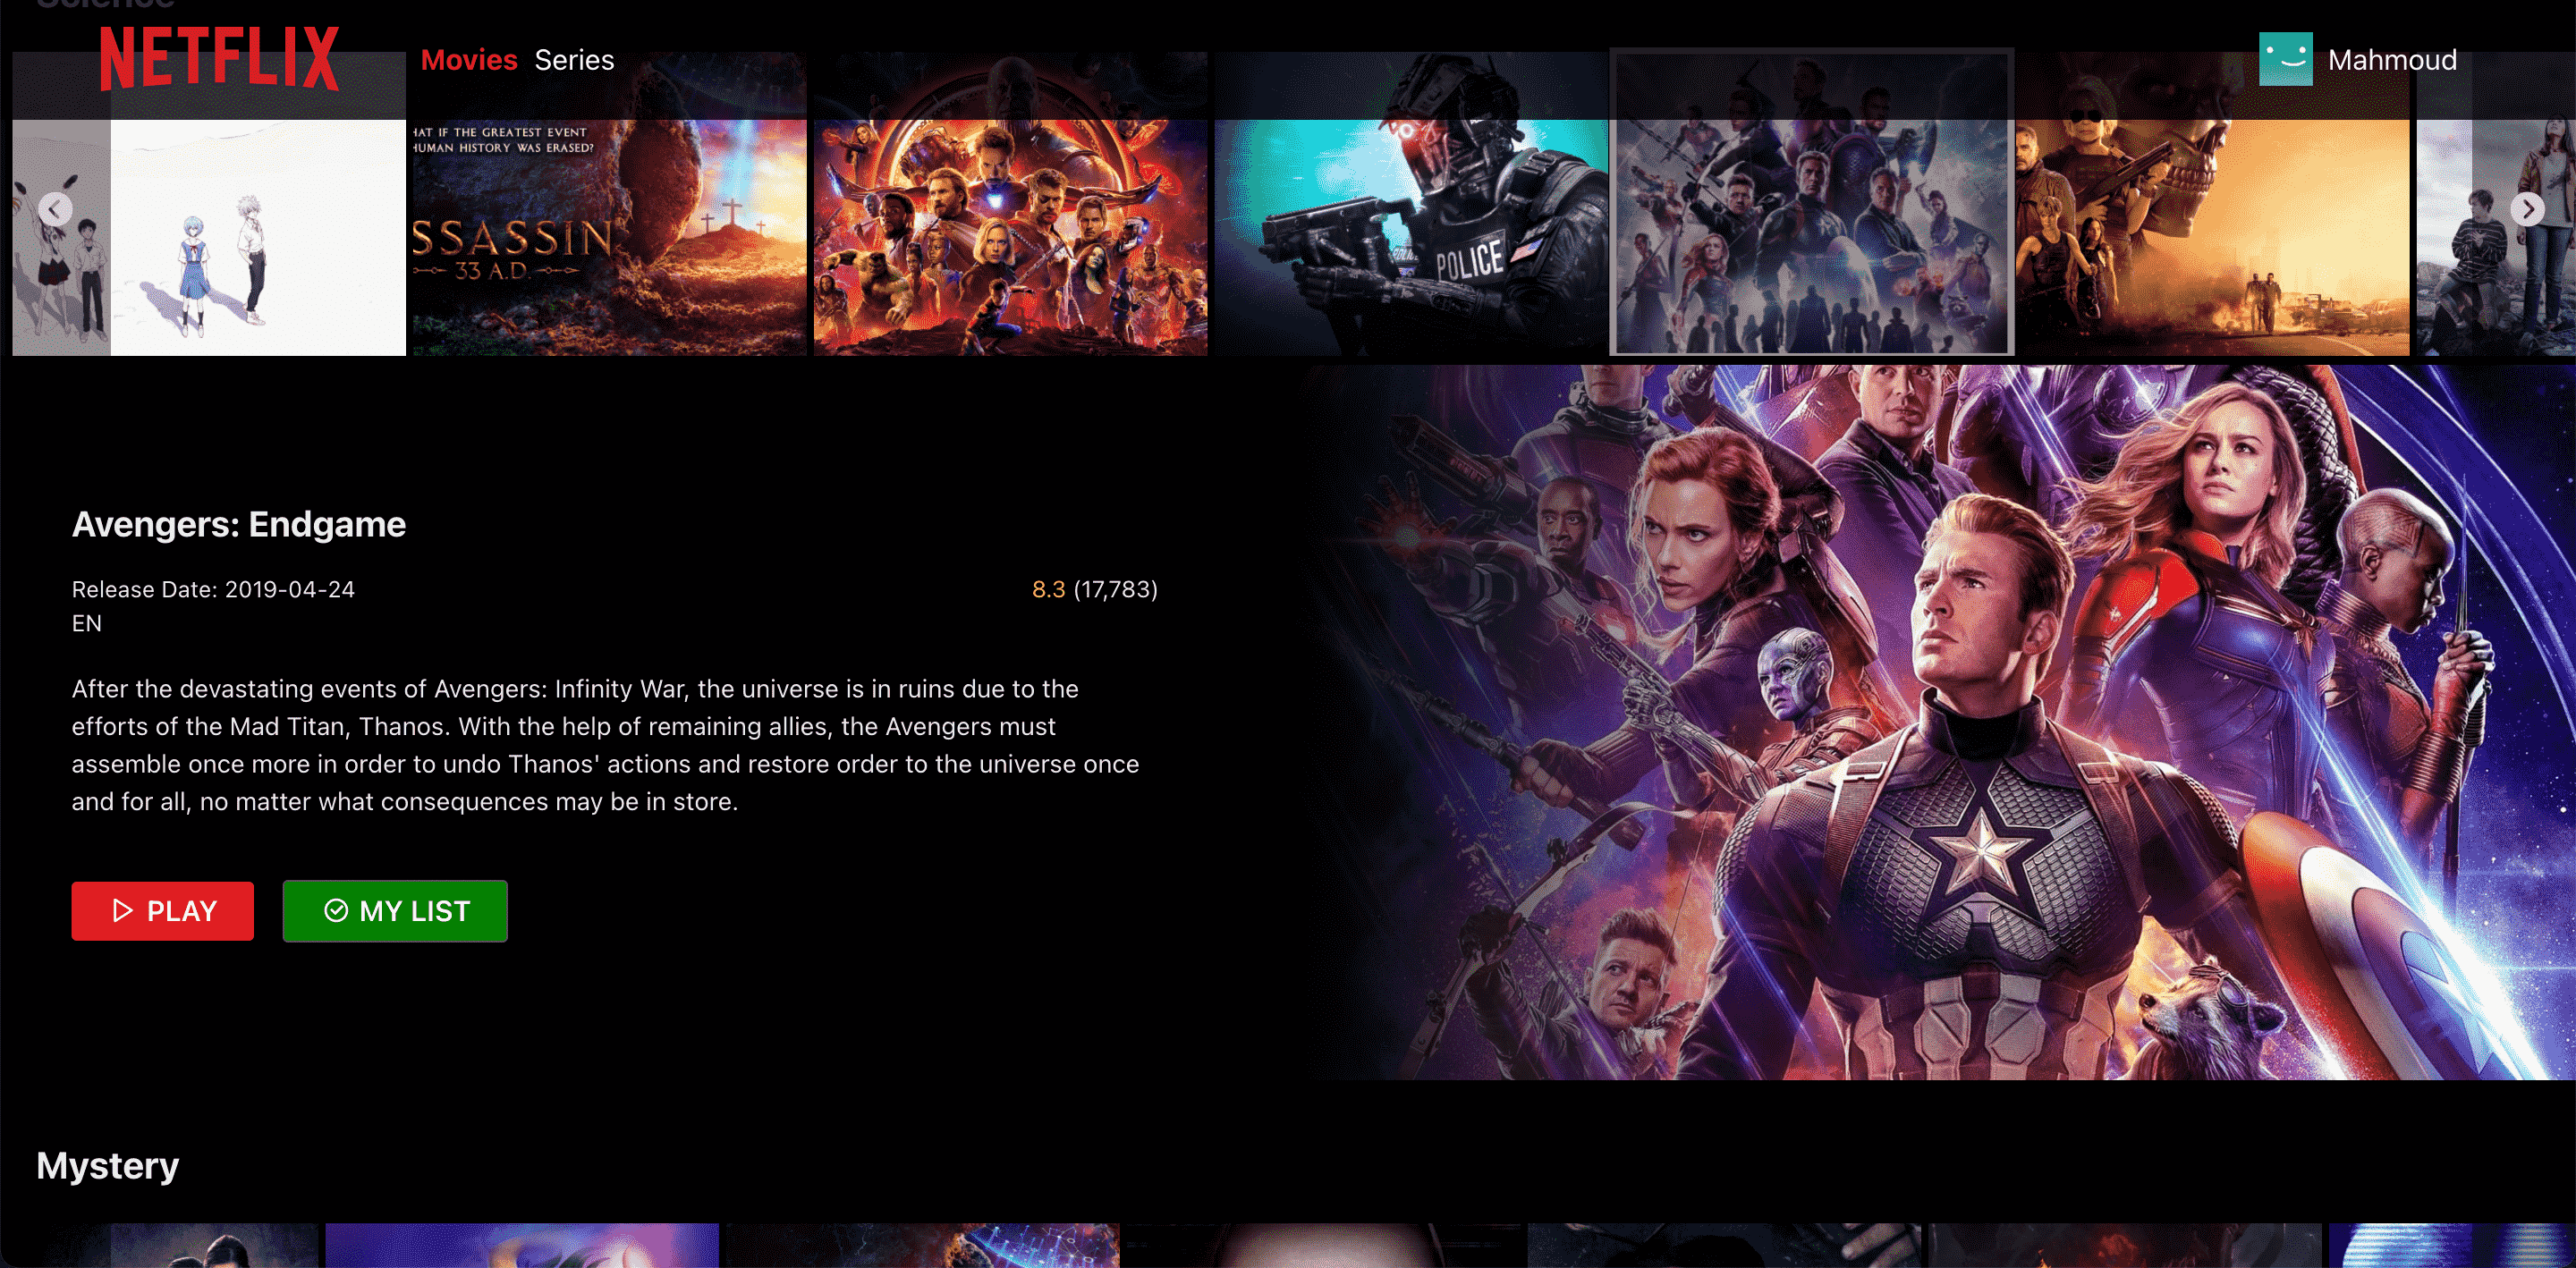 Science
NETFLIX
Movies Series
Mahmoud
HAT IF THE GREATEST EVENT
HUMAN HISTORY WAS ERASED?
SSASSIN
33 A.D.
POLICE
Avengers: Endgame
Release Date: 2019-04-24
8.3 (17,783)
EN
After the devastating events of Avengers: Infinity War, the universe is in ruins due to the
efforts of the Mad Titan, Thanos. With the help of remaining allies, the Avengers must
assemble once more in order to undo Thanos' actions and restore order to the universe once
and for all, no matter what consequences may be in store.
PLAY
MY LIST
Mystery